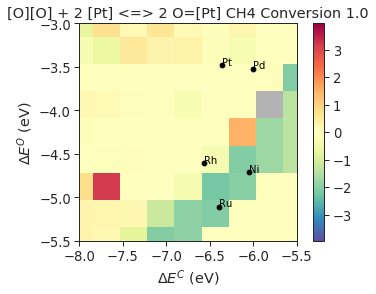 [O][O] + 2 [Pt] <=> 2 O=[Pt] CH4 Conversion 1.0
−3.0
−3.5
−4.0
−4.5
−5.0
−5.5
ΔE^O (eV)
Pt
Pd
Rh
Ni
Ru
−8.0 −7.5 −7.0 −6.5 −6.0 −5.5
ΔE^C (eV)
3
2
1
0
−1
−2
−3